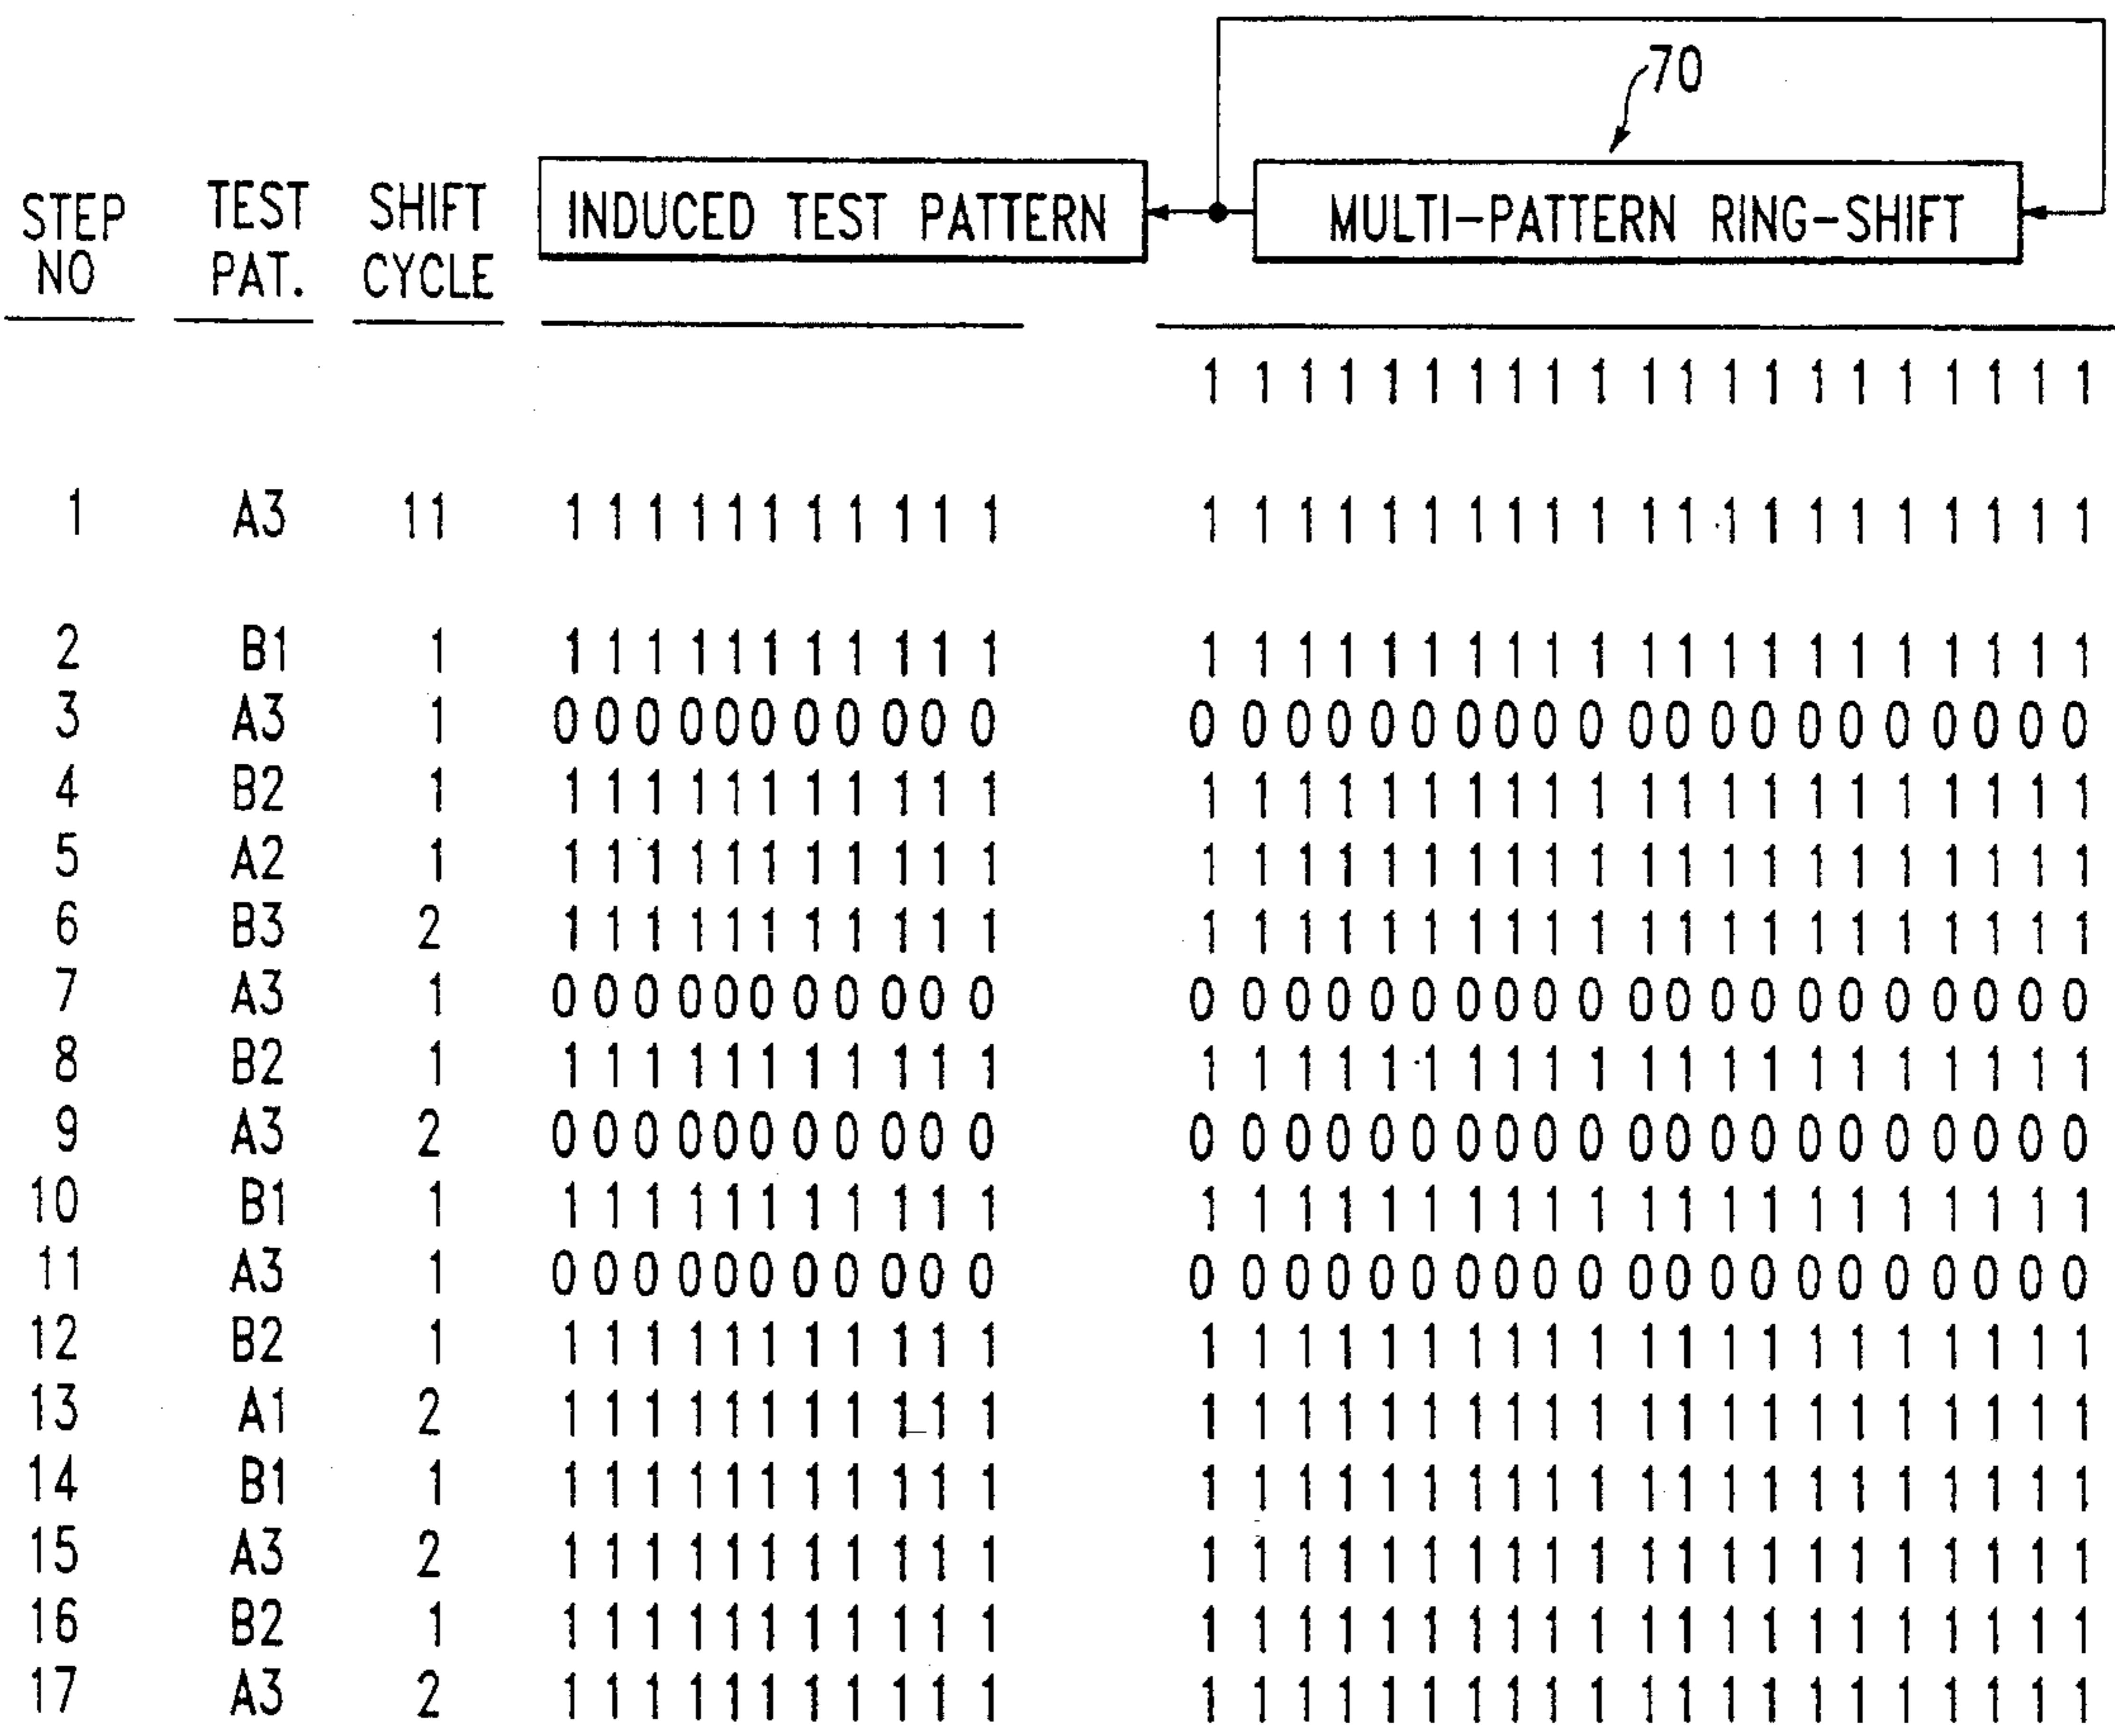 70
INDUCED TEST PATTERN MULTI-PATTERN RING-SHIFT
STEP NO TEST PAT. SHIFT CYCLE
1 1 1 1 1 1 1 1 1 1 1 1 1 1 1 1 1 1 1 1 1
1 A3 11 1 1 1 1 1 1 1 1 1 1 1 1 1 1 1 1 1 1 1 1 1 1 1 1 1 1 1 1 1 1 1 1
2 B1 1 1 1 1 1 1 1 1 1 1 1 1 1 1 1 1 1 1 1 1 1 1 1 1 1 1 1 1 1 1 1 1 1
3 A3 1 0 0 0 0 0 0 0 0 0 0 0 0 0 0 0 0 0 0 0 0 0 0 0 0 0 0 0 0 0 0 0 0
4 B2 1 1 1 1 1 1 1 1 1 1 1 1 1 1 1 1 1 1 1 1 1 1 1 1 1 1 1 1 1 1 1 1 1
5 A2 1 1 1 1 1 1 1 1 1 1 1 1 1 1 1 1 1 1 1 1 1 1 1 1 1 1 1 1 1 1 1 1 1
6 B3 2 1 1 1 1 1 1 1 1 1 1 1 1 1 1 1 1 1 1 1 1 1 1 1 1 1 1 1 1 1 1 1 1
7 A3 1 0 0 0 0 0 0 0 0 0 0 0 0 0 0 0 0 0 0 0 0 0 0 0 0 0 0 0 0 0 0 0 0
8 B2 1 1 1 1 1 1 1 1 1 1 1 1 1 1 1 1 1 1 1 1 1 1 1 1 1 1 1 1 1 1 1 1 1
9 A3 2 0 0 0 0 0 0 0 0 0 0 0 0 0 0 0 0 0 0 0 0 0 0 0 0 0 0 0 0 0 0 0 0
10 B1 1 1 1 1 1 1 1 1 1 1 1 1 1 1 1 1 1 1 1 1 1 1 1 1 1 1 1 1 1 1 1 1 1
11 A3 1 0 0 0 0 0 0 0 0 0 0 0 0 0 0 0 0 0 0 0 0 0 0 0 0 0 0 0 0 0 0 0 0
12 B2 1 1 1 1 1 1 1 1 1 1 1 1 1 1 1 1 1 1 1 1 1 1 1 1 1 1 1 1 1 1 1 1 1
13 A1 2 1 1 1 1 1 1 1 1 1 1 1 1 1 1 1 1 1 1 1 1 1 1 1 1 1 1 1 1 1 1 1 1
14 B1 1 1 1 1 1 1 1 1 1 1 1 1 1 1 1 1 1 1 1 1 1 1 1 1 1 1 1 1 1 1 1 1 1
15 A3 2 1 1 1 1 1 1 1 1 1 1 1 1 1 1 1 1 1 1 1 1 1 1 1 1 1 1 1 1 1 1 1 1
16 B2 1 1 1 1 1 1 1 1 1 1 1 1 1 1 1 1 1 1 1 1 1 1 1 1 1 1 1 1 1 1 1 1 1
17 A3 2 1 1 1 1 1 1 1 1 1 1 1 1 1 1 1 1 1 1 1 1 1 1 1 1 1 1 1 1 1 1 1 1